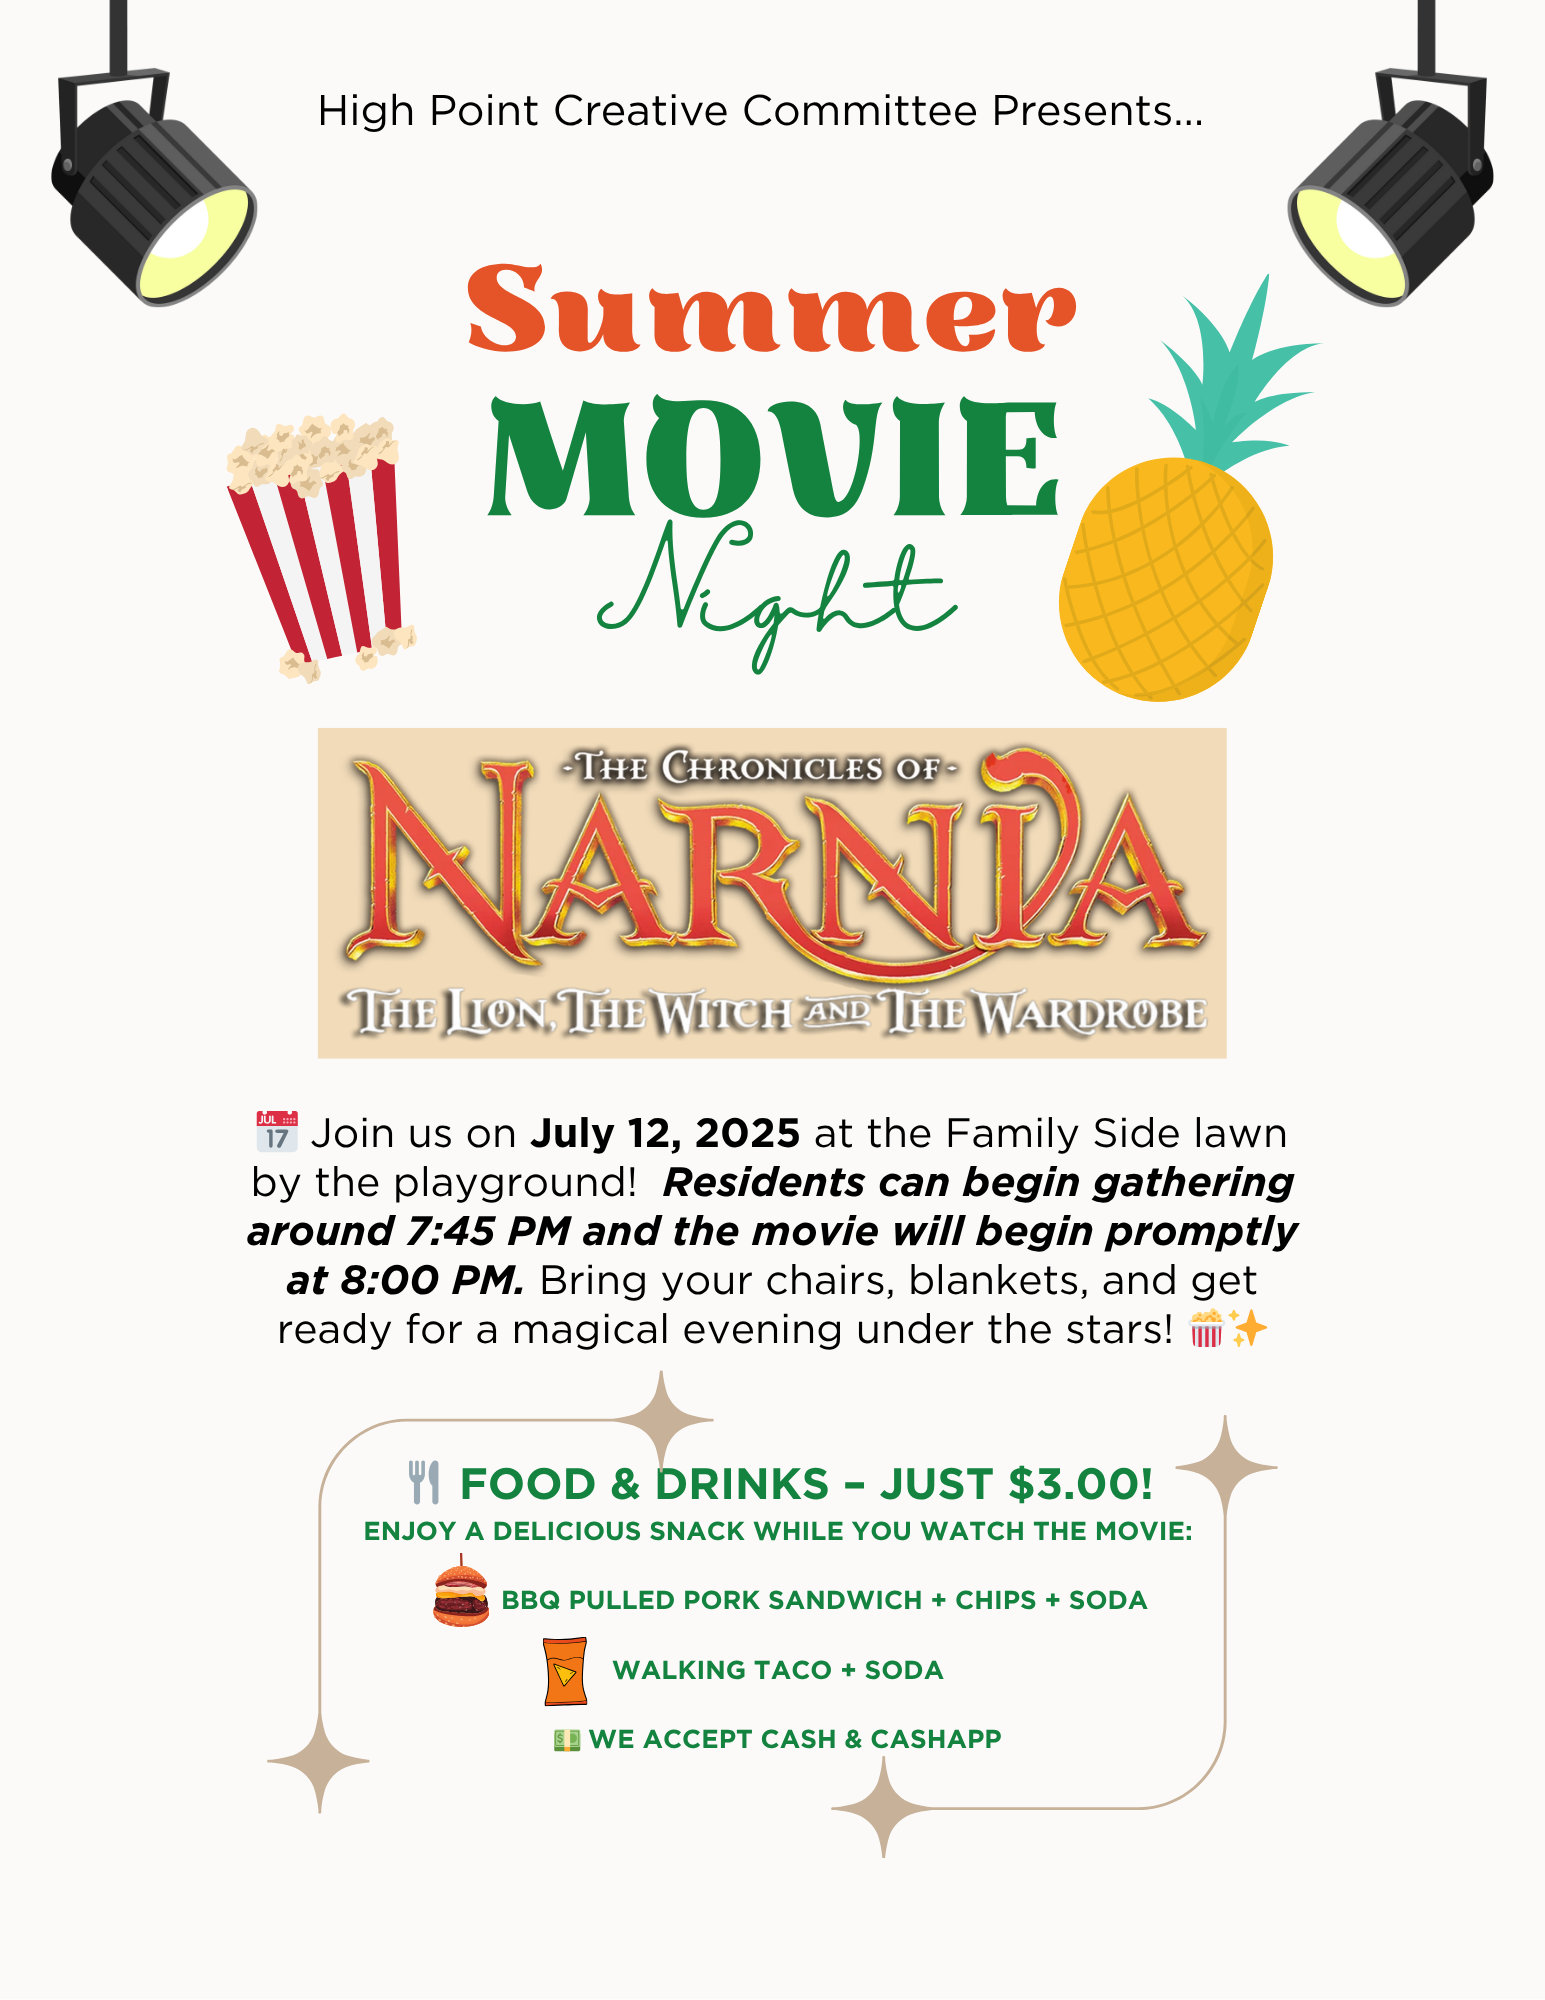 High Point Creative Committee Presents...
Summer
MOVIE
Night
-THE CHRONICLES OF-
NARNIA
THE LION, THE WITCH AND THE WARDROBE
JUL
17
Join us on July 12, 2025 at the Family Side lawn
by the playground! Residents can begin gathering
around 7:45 PM and the movie will begin promptly
at 8:00 PM. Bring your chairs, blankets, and get
ready for a magical evening under the stars!
FOOD & DRINKS – JUST $3.00!
ENJOY A DELICIOUS SNACK WHILE YOU WATCH THE MOVIE:
BBQ PULLED PORK SANDWICH + CHIPS + SODA
WALKING TACO + SODA
WE ACCEPT CASH & CASHAPP